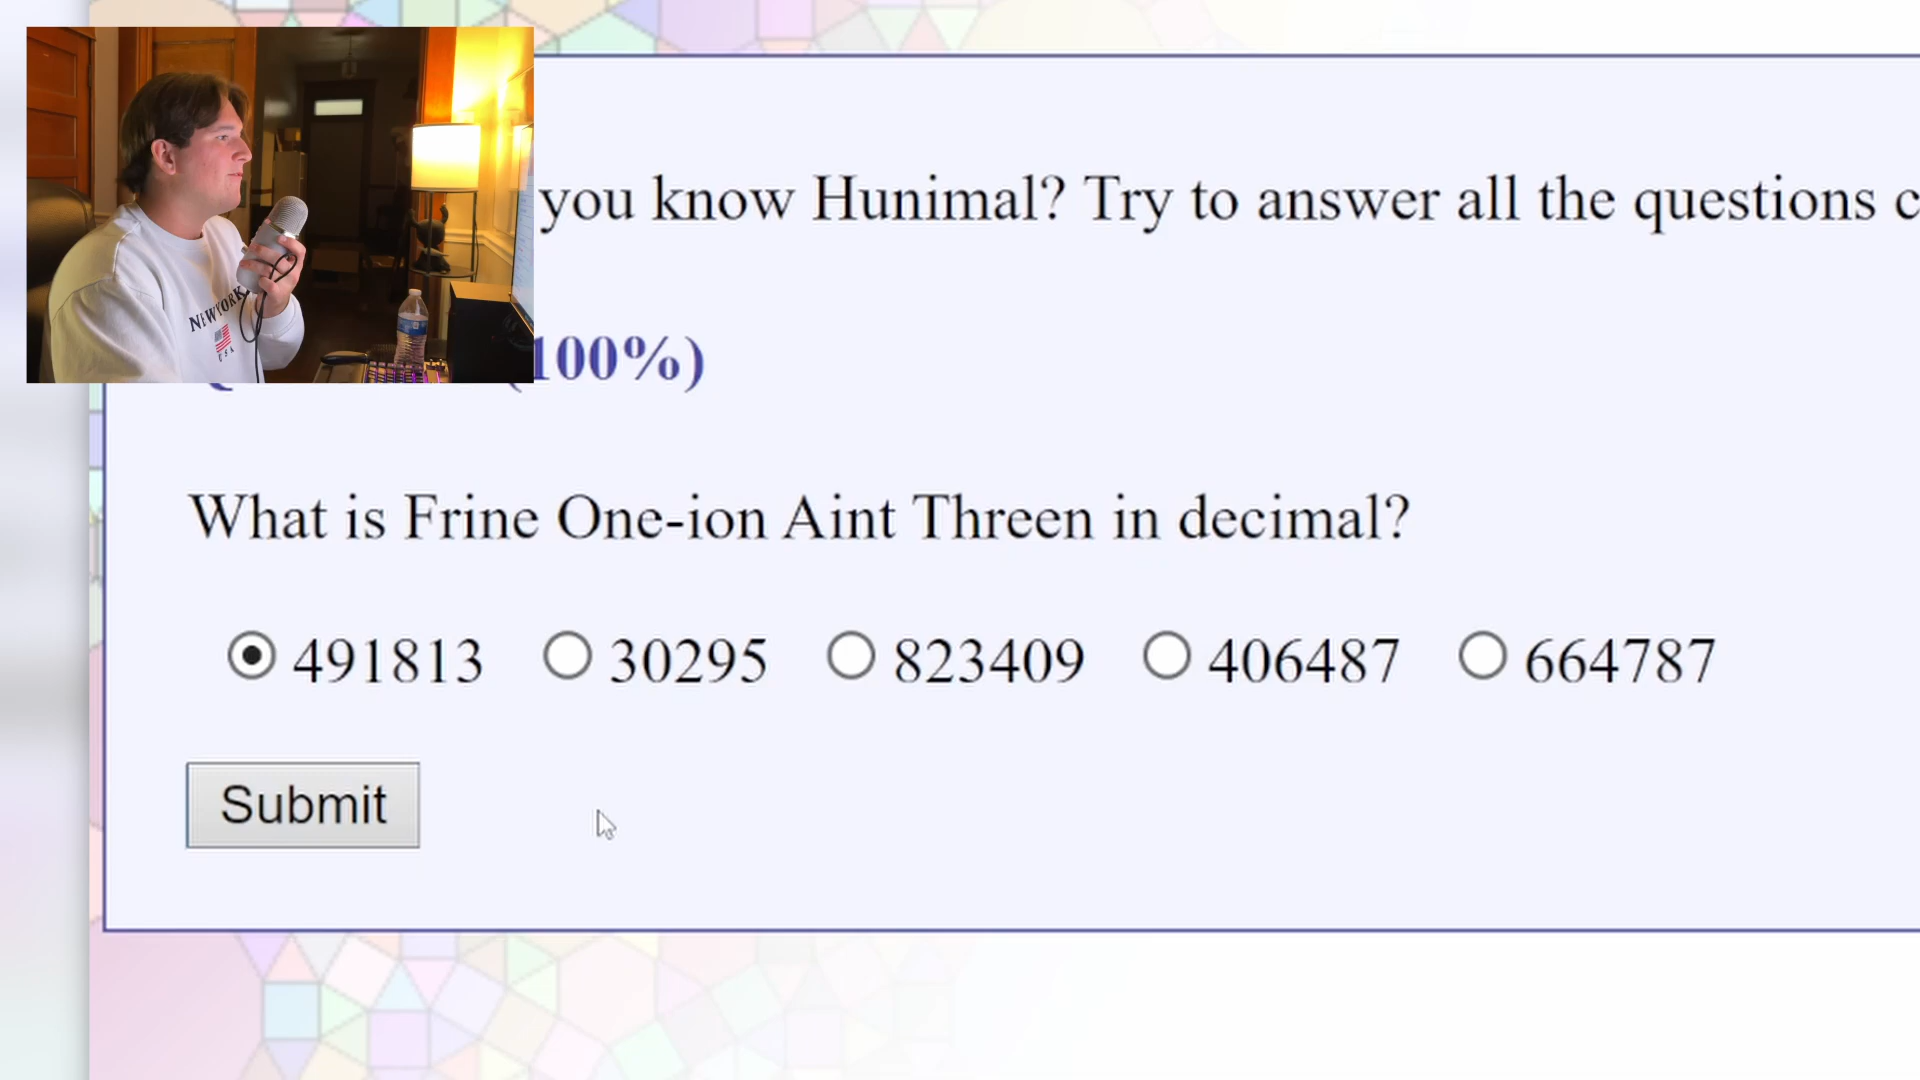 NEW YORK
USA
you know Hunimal? Try to answer all the questions c
(100%)
What is Frine One-ion Aint Threen in decimal?
491813 30295 823409 406487 664787
Submit